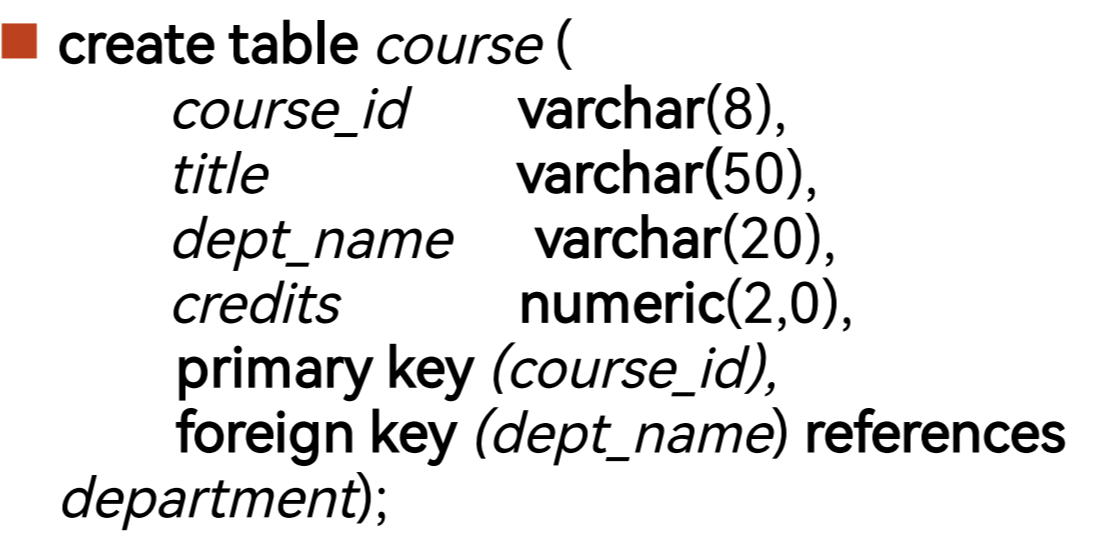 create table course (
course_id varchar(8),
title varchar(50),
dept_name varchar(20),
credits numeric(2,0),
primary key (course_id),
foreign key (dept_name) references
department);